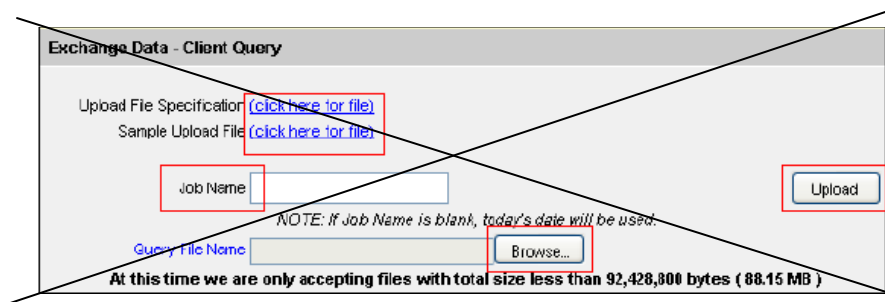 Exchange Data - Client Query
Upload File Specification (click here for file)
Sample Upload File (click here for file)
Job Name
Upload
NOTE: If Job Name is blank, today's date will be used.
Query File Name
Browse...
At this time we are only accepting files with total size less than 92,428,800 bytes ( 88.15 MB )